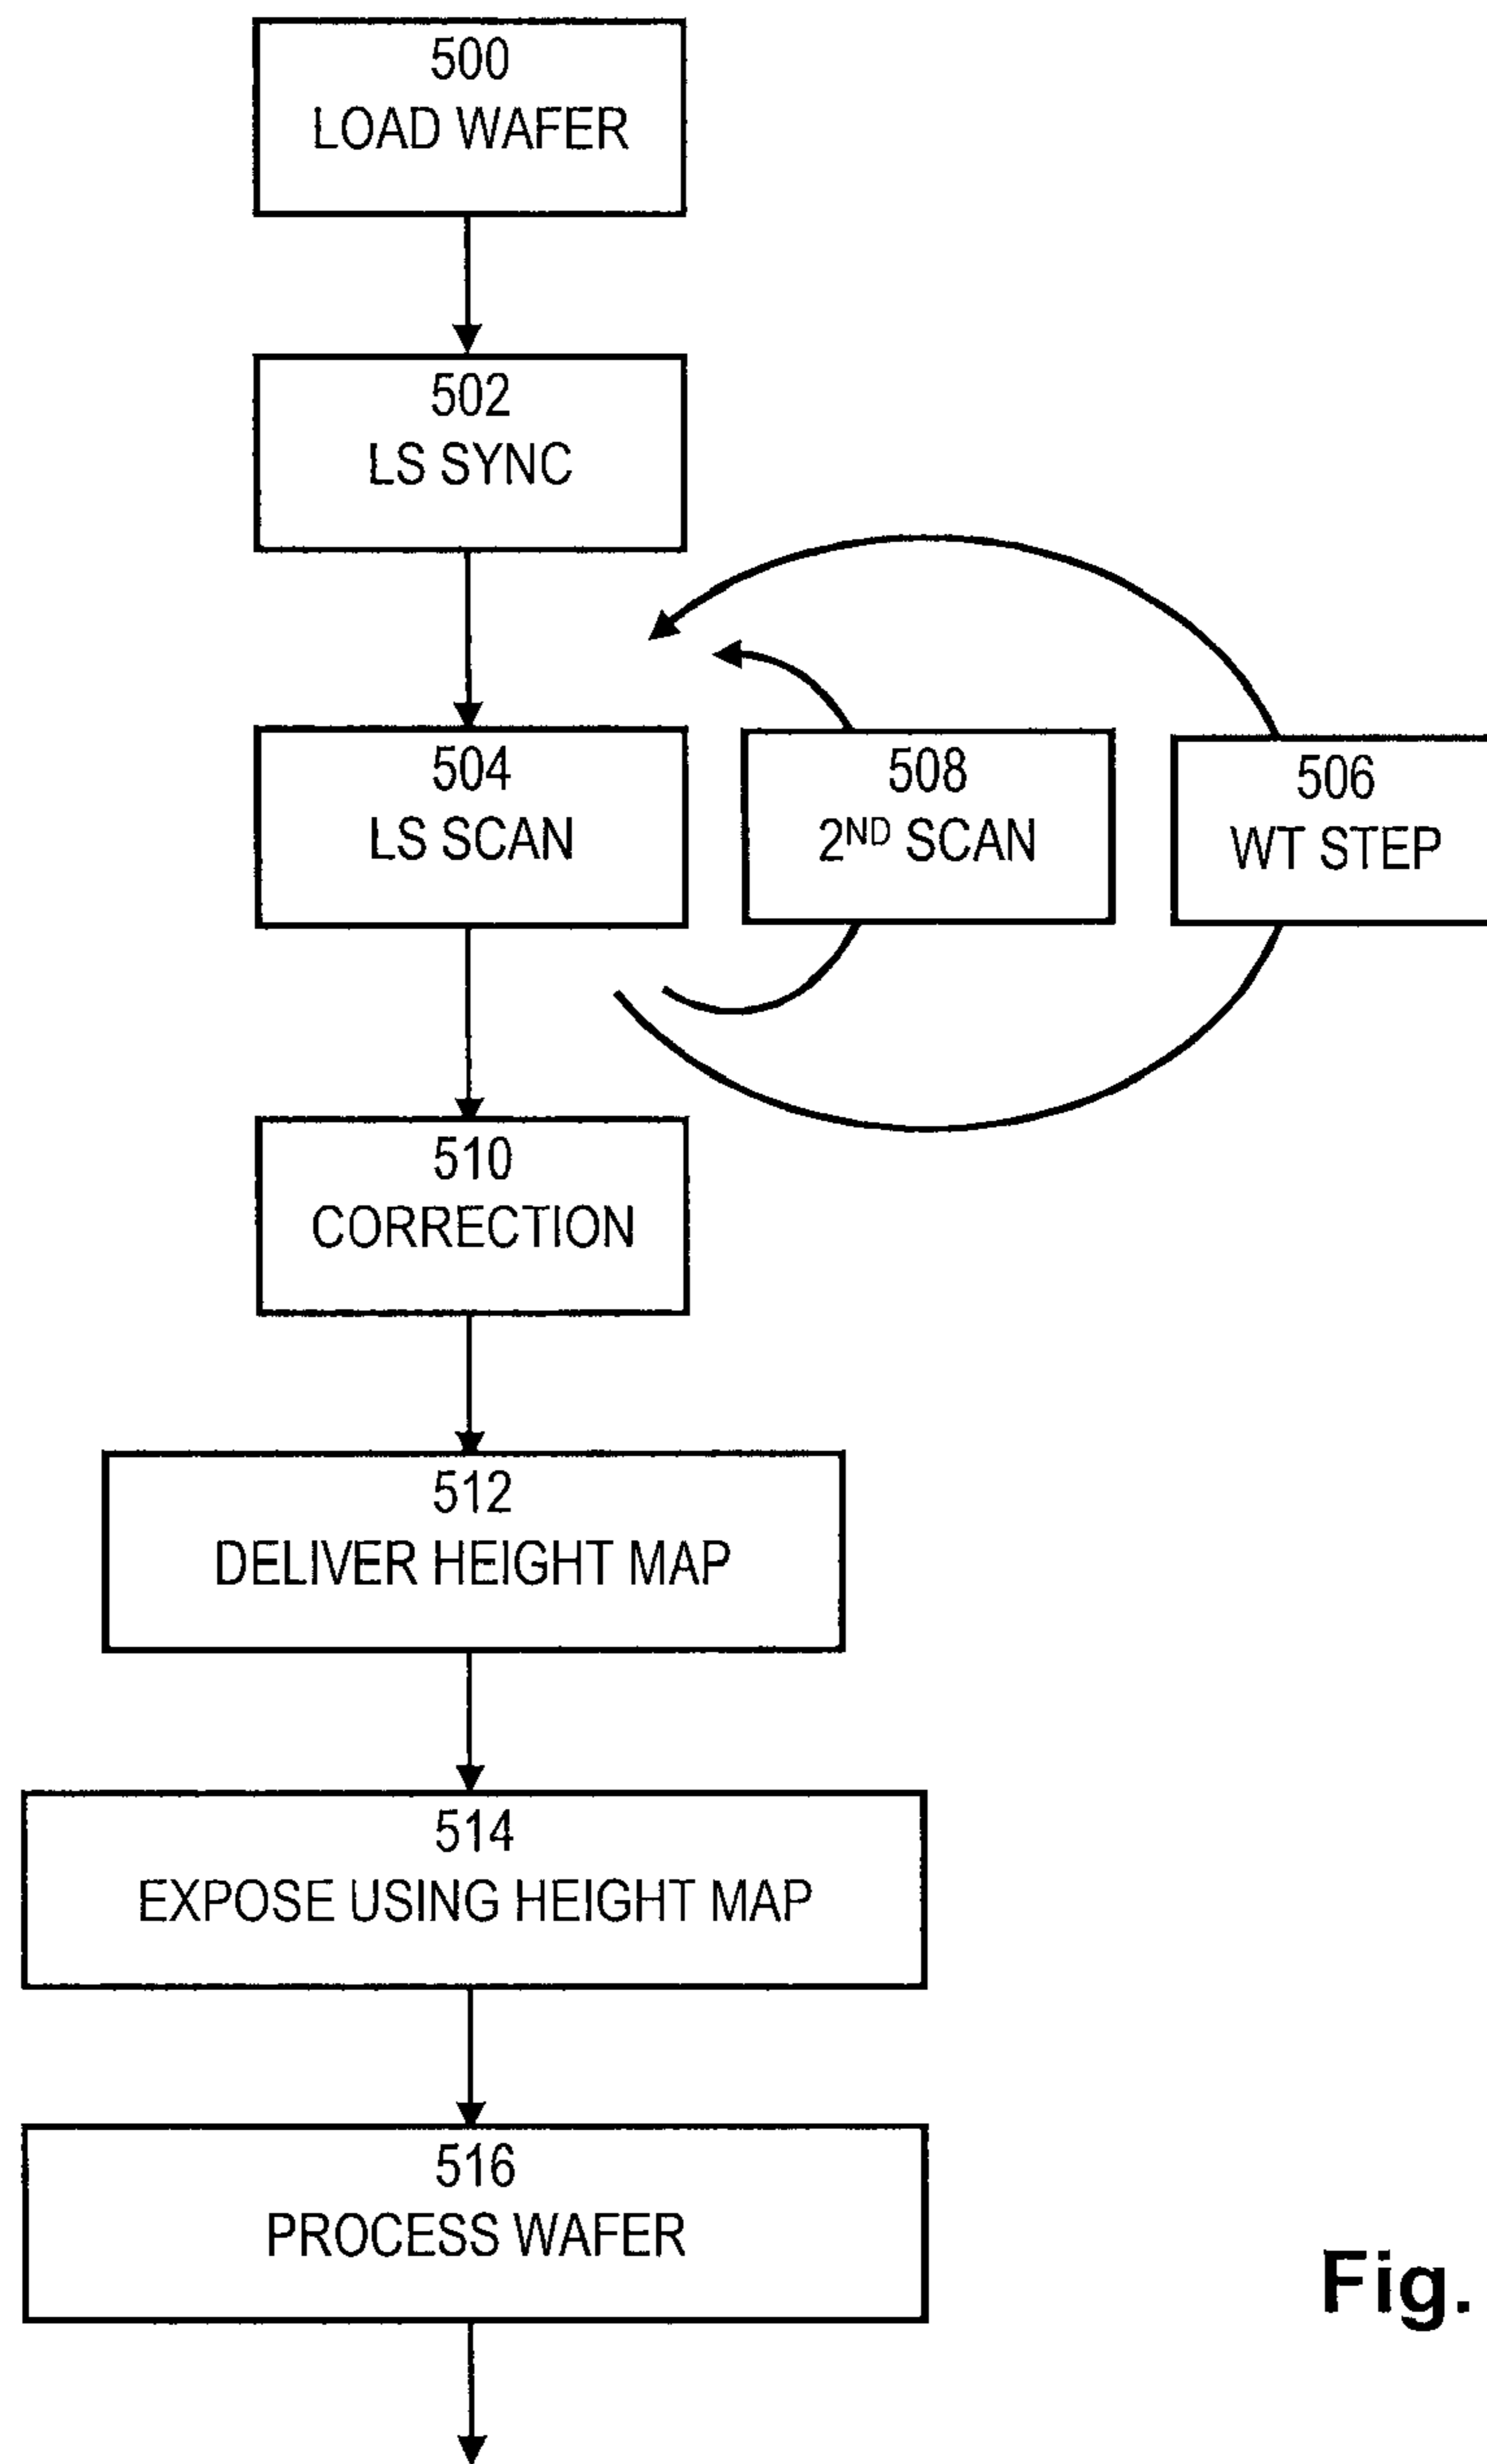 500
LOAD WAFER
502
LS SYNC
504
LS SCAN
508
2ND SCAN
506
WT STEP
510
CORRECTION
512
DELIVER HEIGHT MAP
514
EXPOSE USING HEIGHT MAP
516
PROCESS WAFER
Fig.